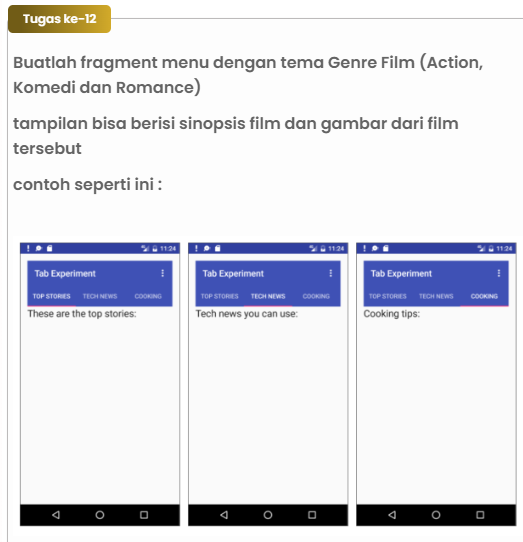 Tugas ke-12
Buatlah fragment menu dengan tema Genre Film (Action,
Komedi dan Romance)
tampilan bisa berisi sinopsis film dan gambar dari film
tersebut
contoh seperti ini :
11:24
Tab Experiment
TOP STORIES TECH NEWS COOKING
These are the top stories:
11:24
Tab Experiment
TOP STORIES TECH NEWS COOKING
Tech news you can use:
11:24
Tab Experiment
TOP STORIES TECH NEWS COOKING
Cooking tips: